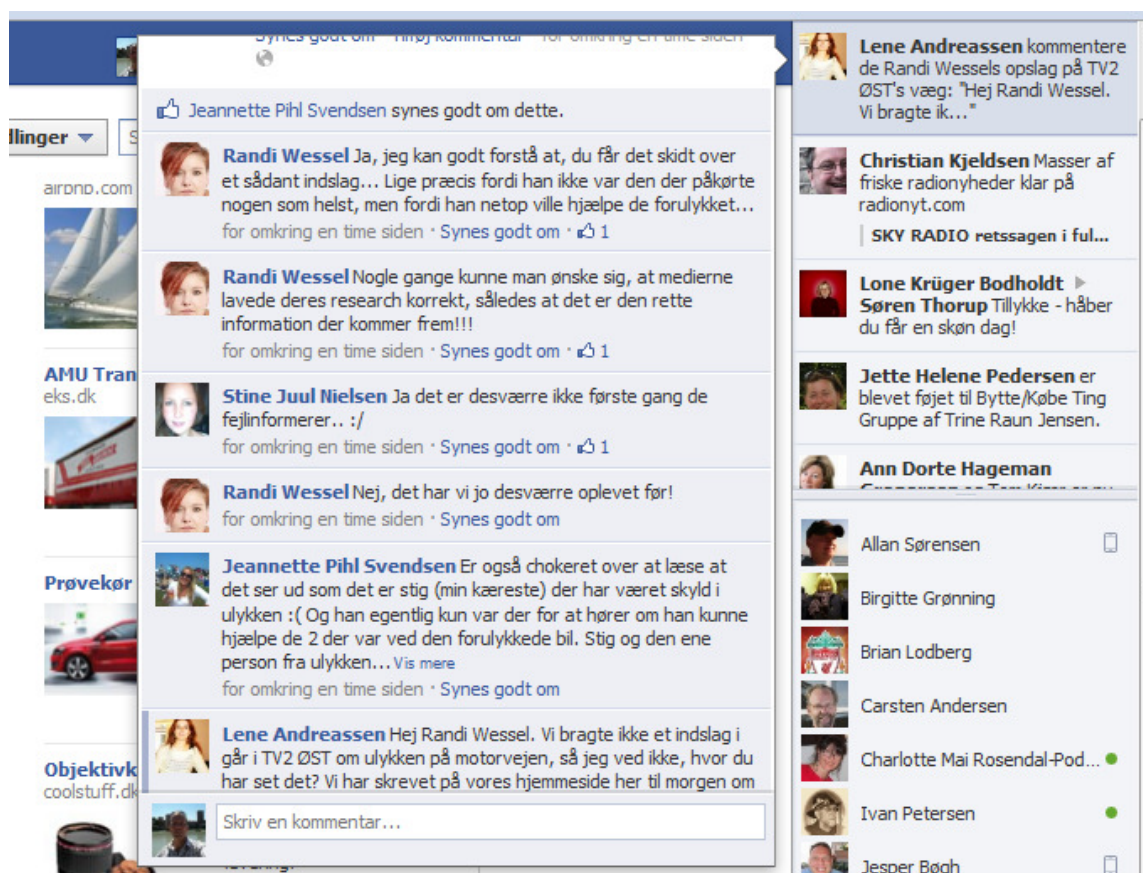 Synes godt om · Tilføj kommentar · for omkring en time siden
Jeannette Pihl Svendsen synes godt om dette.
Randi Wessel Ja, jeg kan godt forstå at, du får det skidt over
et sådant indslag... Lige præcis fordi han ikke var den der påkørte
nogen som helst, men fordi han netop ville hjælpe de forulykket...
for omkring en time siden · Synes godt om · 1
Randi Wessel Nogle gange kunne man ønske sig, at medierne
lavede deres research korrekt, således at det er den rette
information der kommer frem!!!
for omkring en time siden · Synes godt om · 1
Stine Juul Nielsen Ja det er desværre ikke første gang de
fejlinformerer.. :/
for omkring en time siden · Synes godt om · 1
Randi Wessel Nej, det har vi jo desværre oplevet før!
for omkring en time siden · Synes godt om
Jeannette Pihl Svendsen Er også chokeret over at læse at
det ser ud som det er stig (min kæreste) der har været skyld i
ulykken :( Og han egentlig kun var der for at hører om han kunne
hjælpe de 2 der var ved den forulykkede bil. Stig og den ene
person fra ulykken... Vis mere
for omkring en time siden · Synes godt om
Lene Andreassen Hej Randi Wessel. Vi bragte ikke et indslag i
går i TV2 ØST om ulykken på motorvejen, så jeg ved ikke, hvor du
har set det? Vi har skrevet på vores hjemmeside her til morgen om
Skriv en kommentar...
dlinger
S
airbnb.com
AMU Tran
eks.dk
Prøvekør
Objektivk
coolstuff.dk
Lene Andreassen kommentere
de Randi Wessels opslag på TV2
ØST's væg: "Hej Randi Wessel.
Vi bragte ik..."
Christian Kjeldsen Masser af
friske radionyheder klar på
radionyt.com
SKY RADIO retssagen i ful...
Lone Krüger Bodholdt
Søren Thorup Tillykke - håber
du får en skøn dag!
Jette Helene Pedersen er
blevet føjet til Bytte/Købe Ting
Gruppe af Trine Raun Jensen.
Ann Dorte Hageman
Allan Sørensen
Birgitte Grønning
Brian Lodberg
Carsten Andersen
Charlotte Mai Rosendal-Pod...
Ivan Petersen
Jesper Bøgh